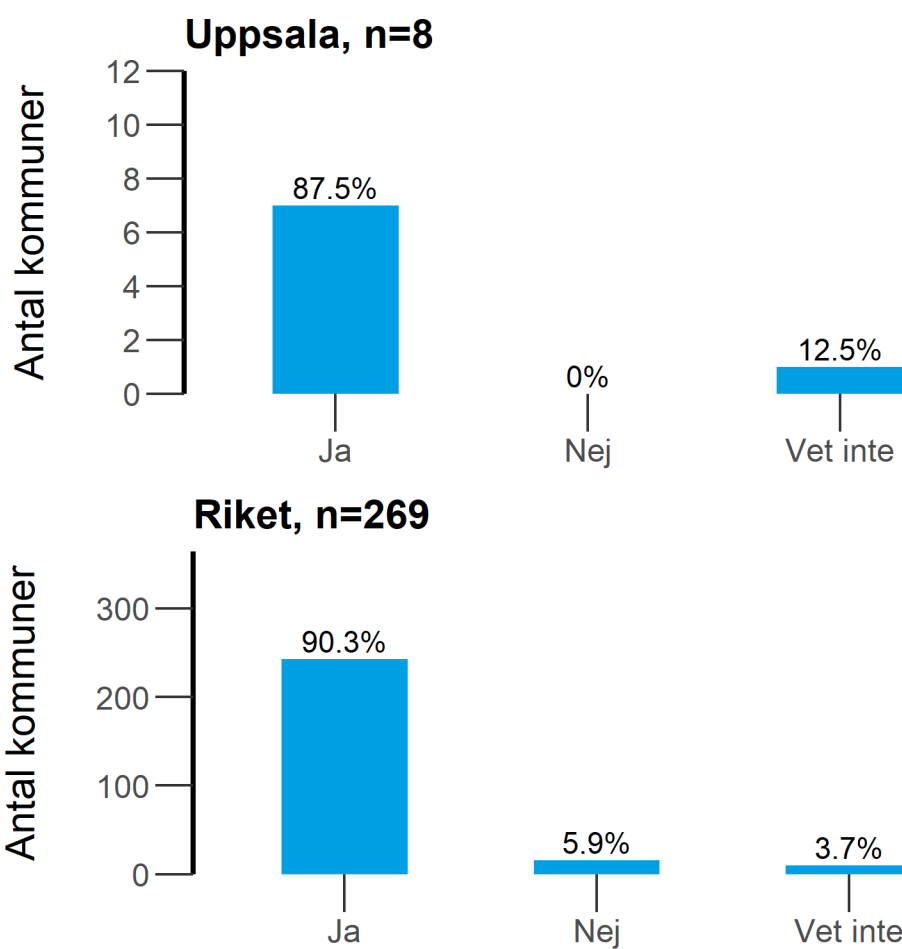 Uppsala, n=8
Antal kommuner
12
10
8
6
4
2
0
87.5%
0%
12.5%
Ja
Nej
Vet inte
Riket, n=269
Antal kommuner
300
200
100
0
90.3%
5.9%
3.7%
Ja
Nej
Vet inte